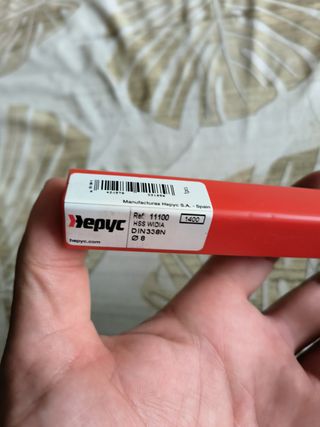 Manufacturas Hepyc S.A. - Spain
Hepyc
hepyc.com
Ref: 11100
1400
HSS WIDIA
DIN338N
Ø 8